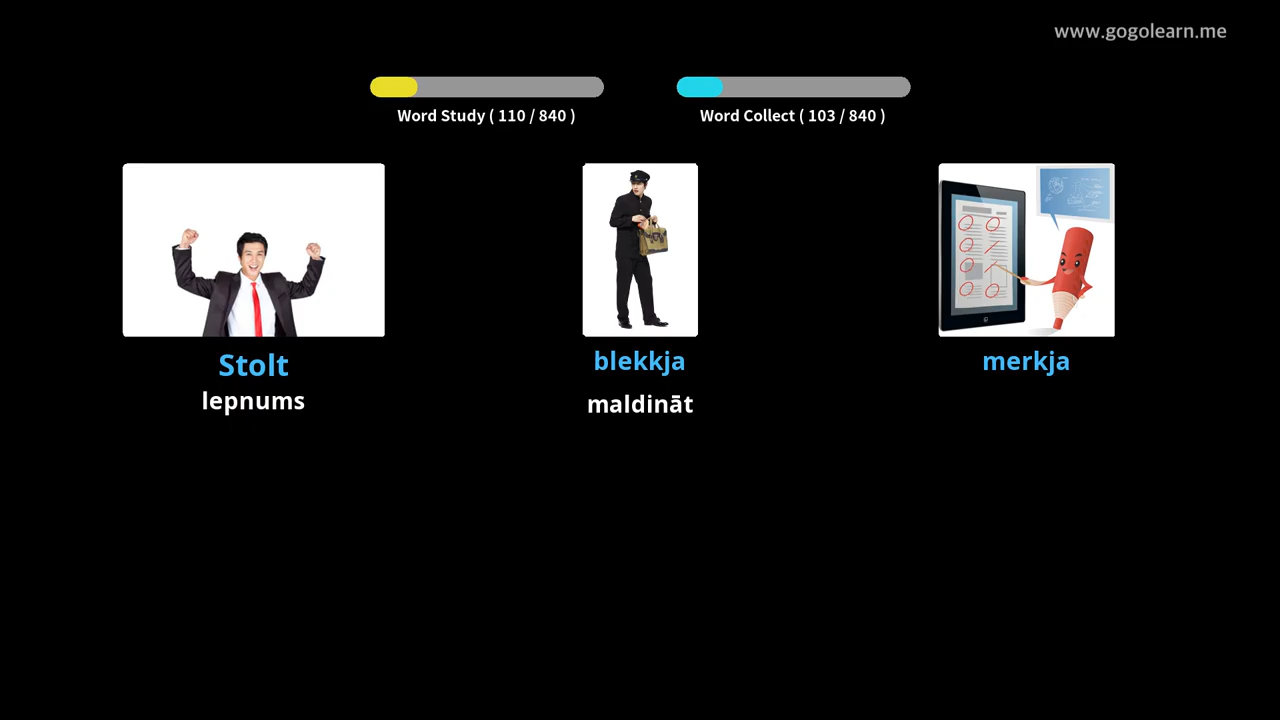 www.gogolearn.me
Word Study ( 110 / 840 )
Word Collect ( 103 / 840 )
Stolt
lepnums
blekkja
maldināt
merkja